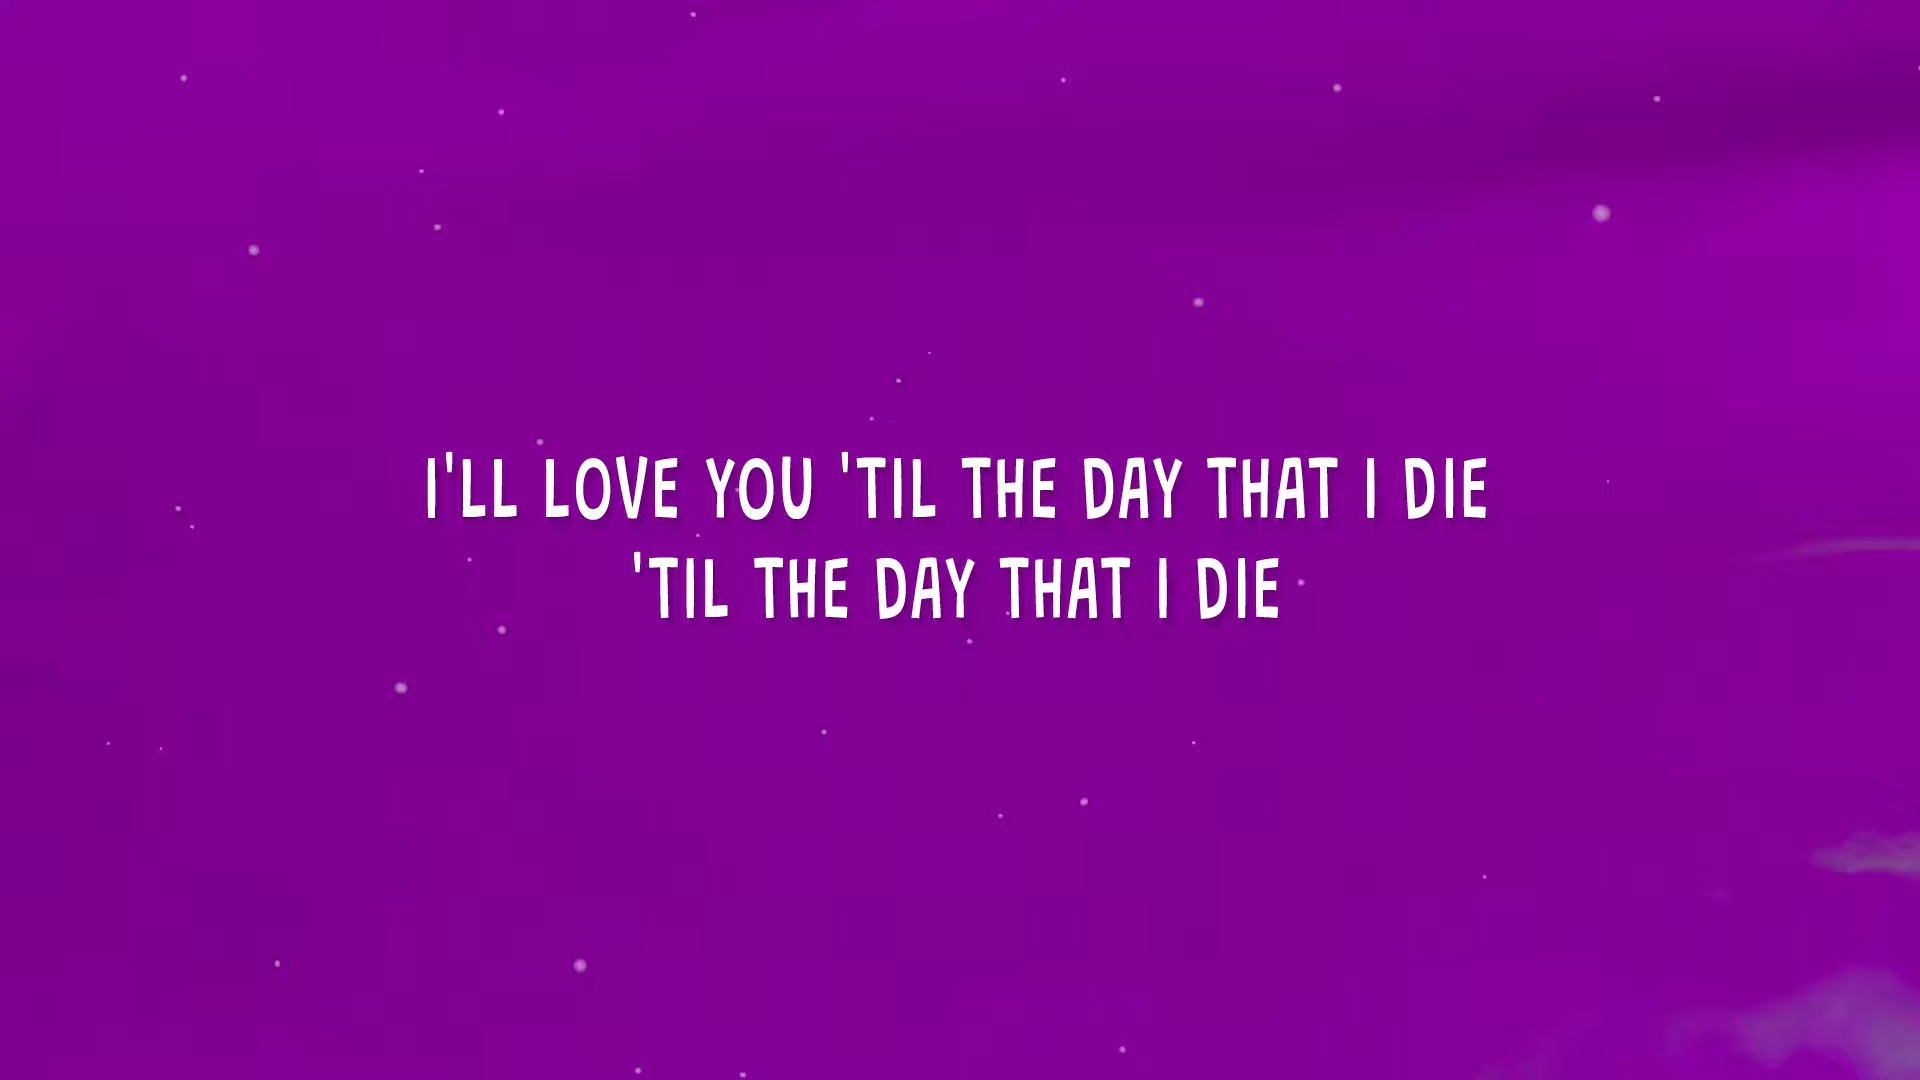 I'LL LOVE YOU 'TIL THE DAY THAT I DIE
'TIL THE DAY THAT I DIE